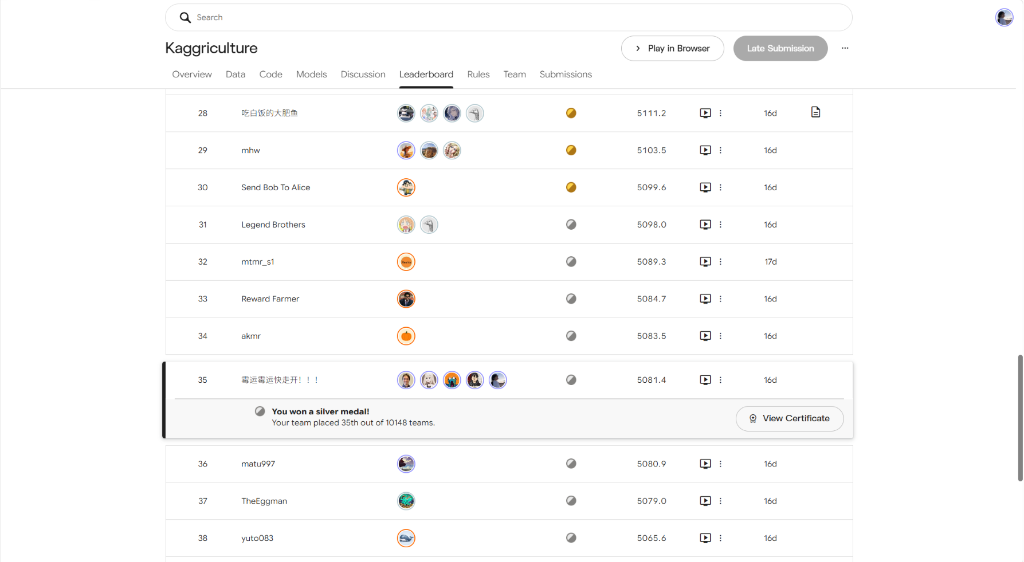 Search
Kaggriculture
Play in Browser
Late Submission
Overview Data Code Models Discussion Leaderboard Rules Team Submissions
28 吃白饭的大肥鱼 5111.2 16d
29 mhw 5103.5 16d
30 Send Bob To Alice 5099.6 16d
31 Legend Brothers 5098.0 16d
32 mtmr_s1 5089.3 17d
33 Reward Farmer 5084.7 16d
34 akmr 5083.5 16d
35 霉运霉运快走开！！！ 5081.4 16d
You won a silver medal!
Your team placed 35th out of 10148 teams.
View Certificate
36 matu997 5080.9 16d
37 TheEggman 5079.0 16d
38 yuto083 5065.6 16d